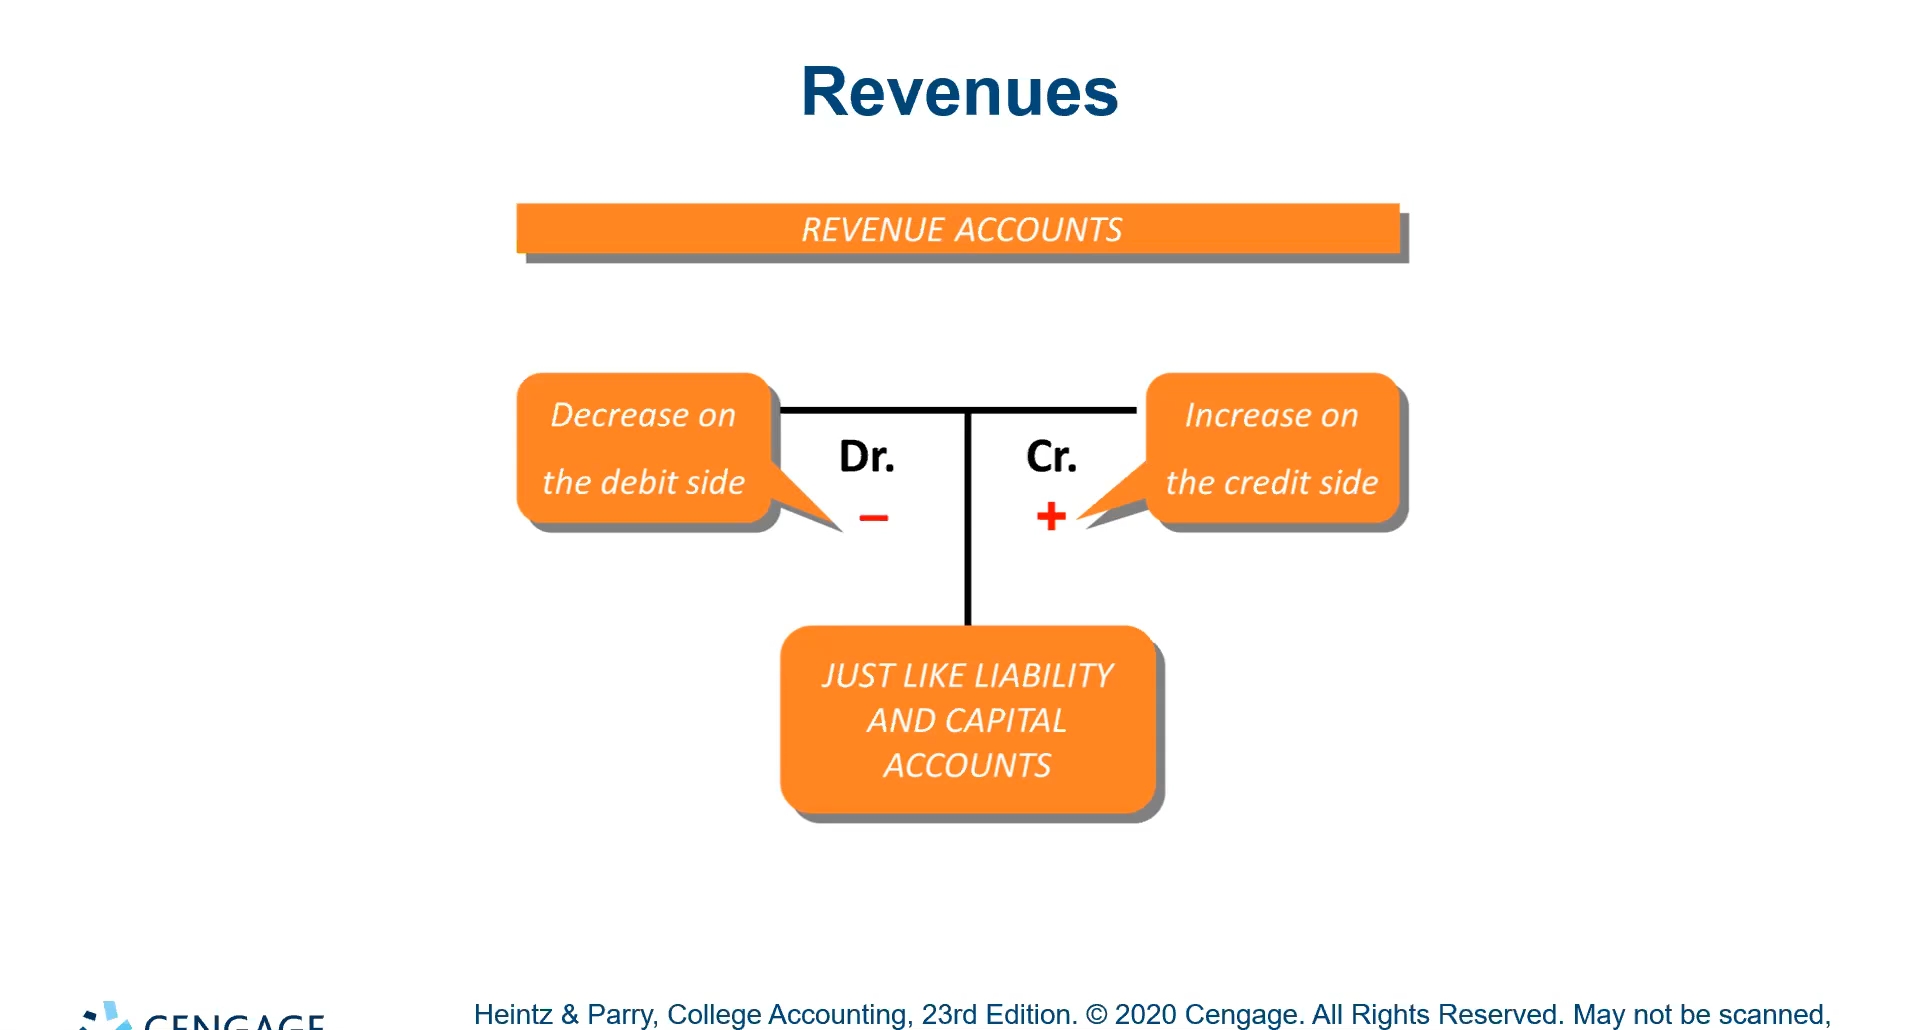 Revenues
REVENUE ACCOUNTS
Decrease on
the debit side
Dr.
–
Cr.
+
Increase on
the credit side
JUST LIKE LIABILITY
AND CAPITAL
ACCOUNTS
CENGAGE
Heintz & Parry, College Accounting, 23rd Edition. © 2020 Cengage. All Rights Reserved. May not be scanned,